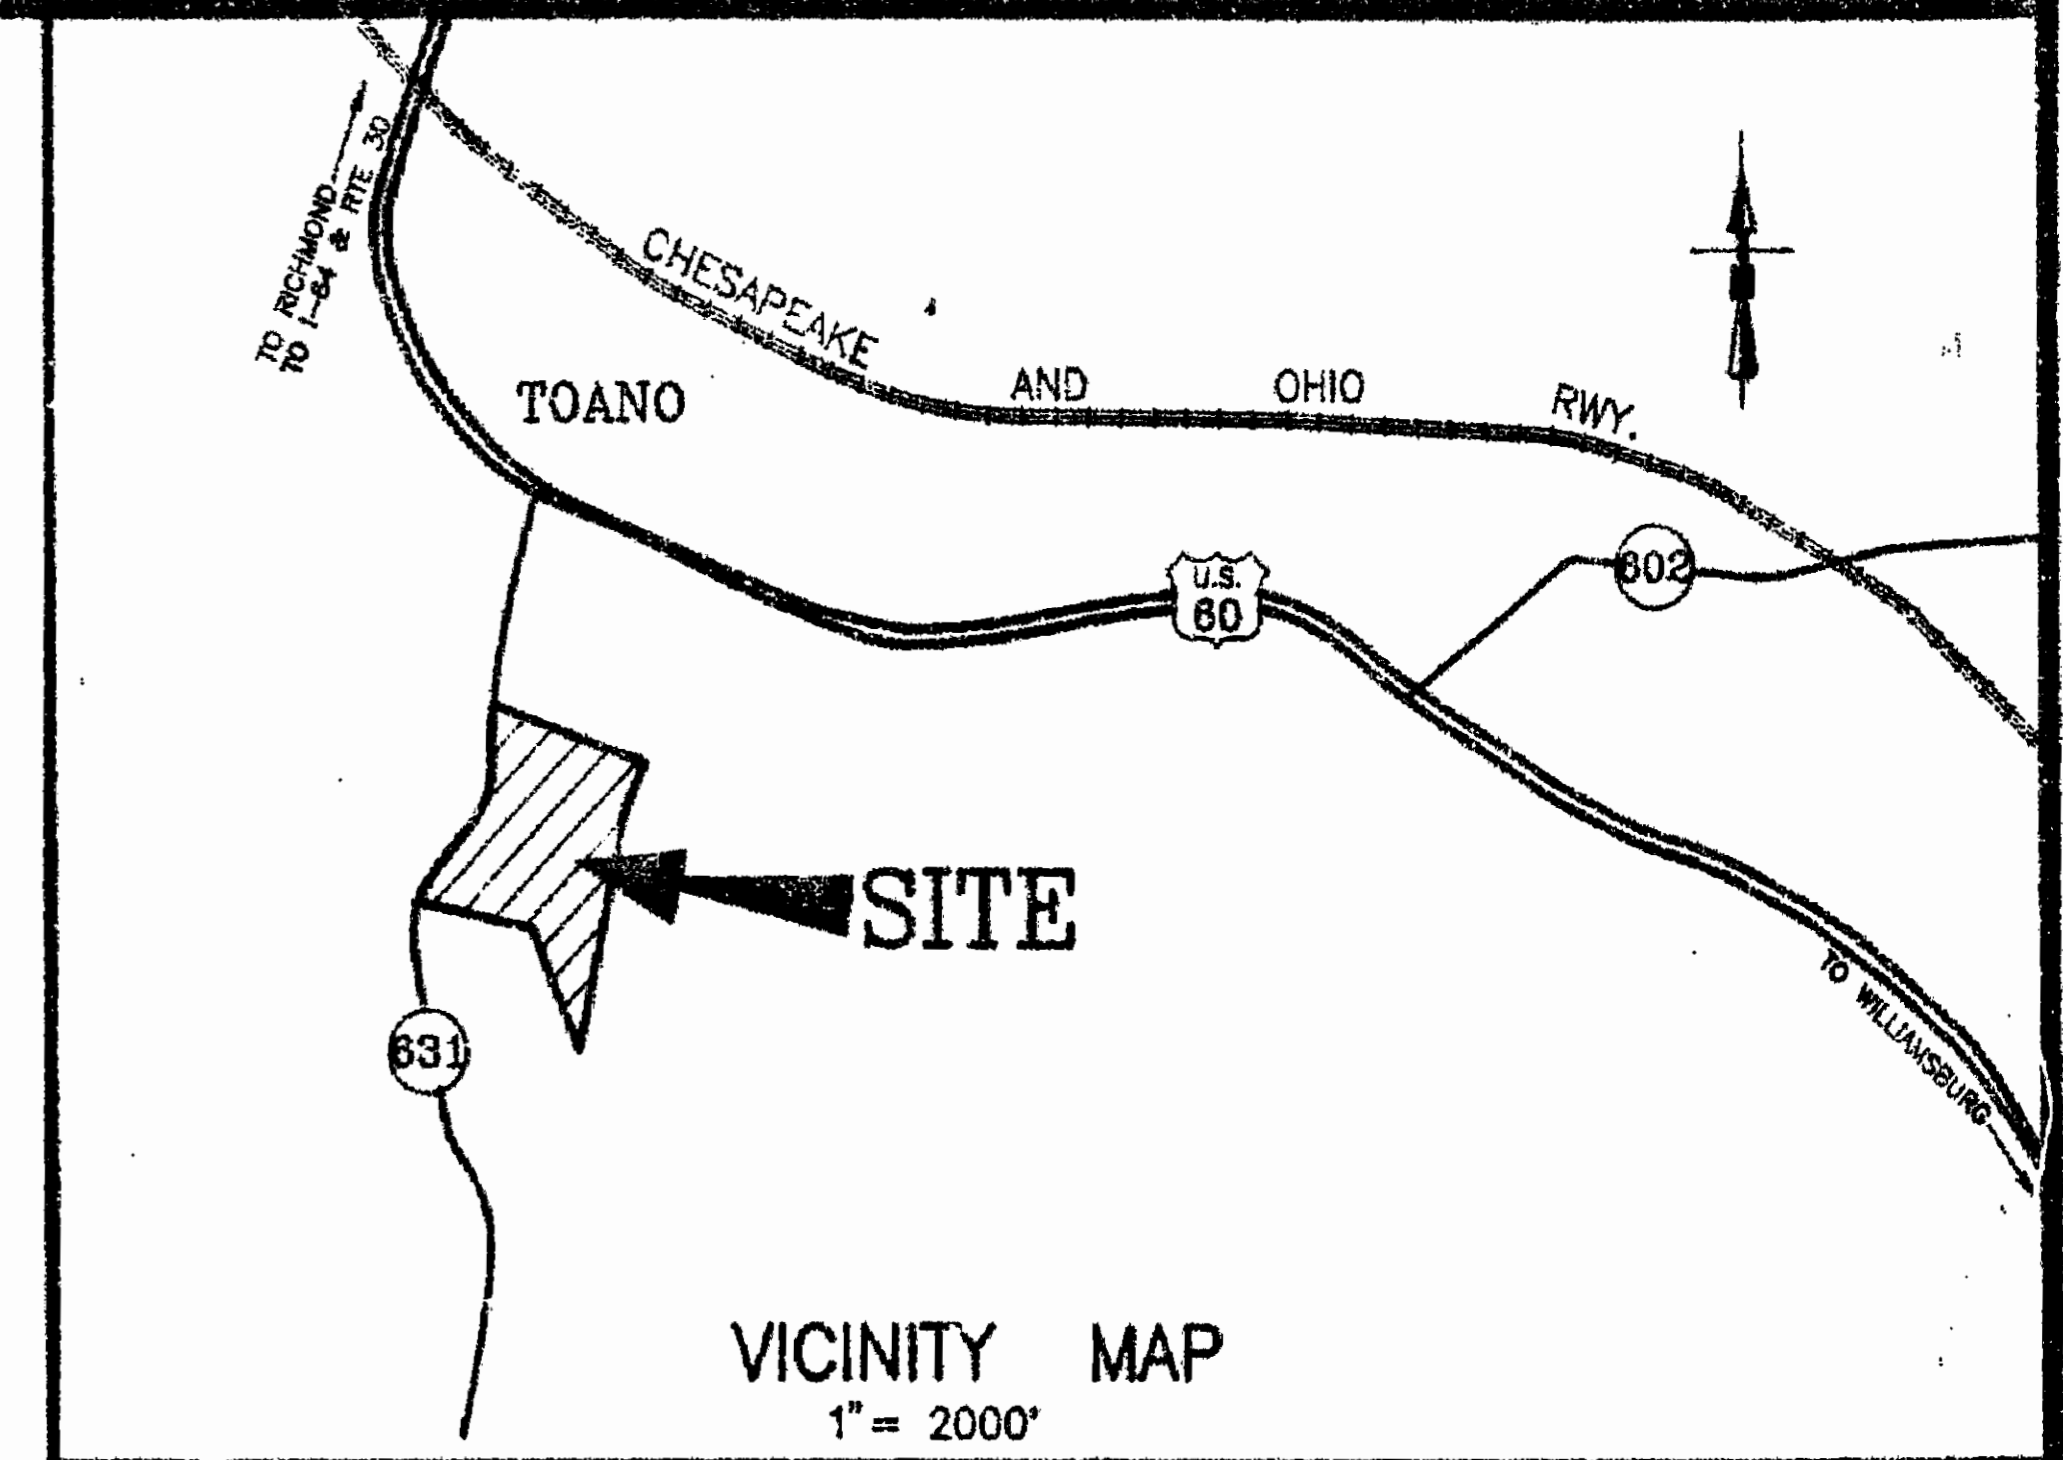 TO RICHMOND
TO I-64 & RTE 30
CHESAPEAKE AND OHIO RWY.
TOANO
U.S.
60
602
SITE
631
TO WILLIAMSBURG
VICINITY MAP
1" = 2000'